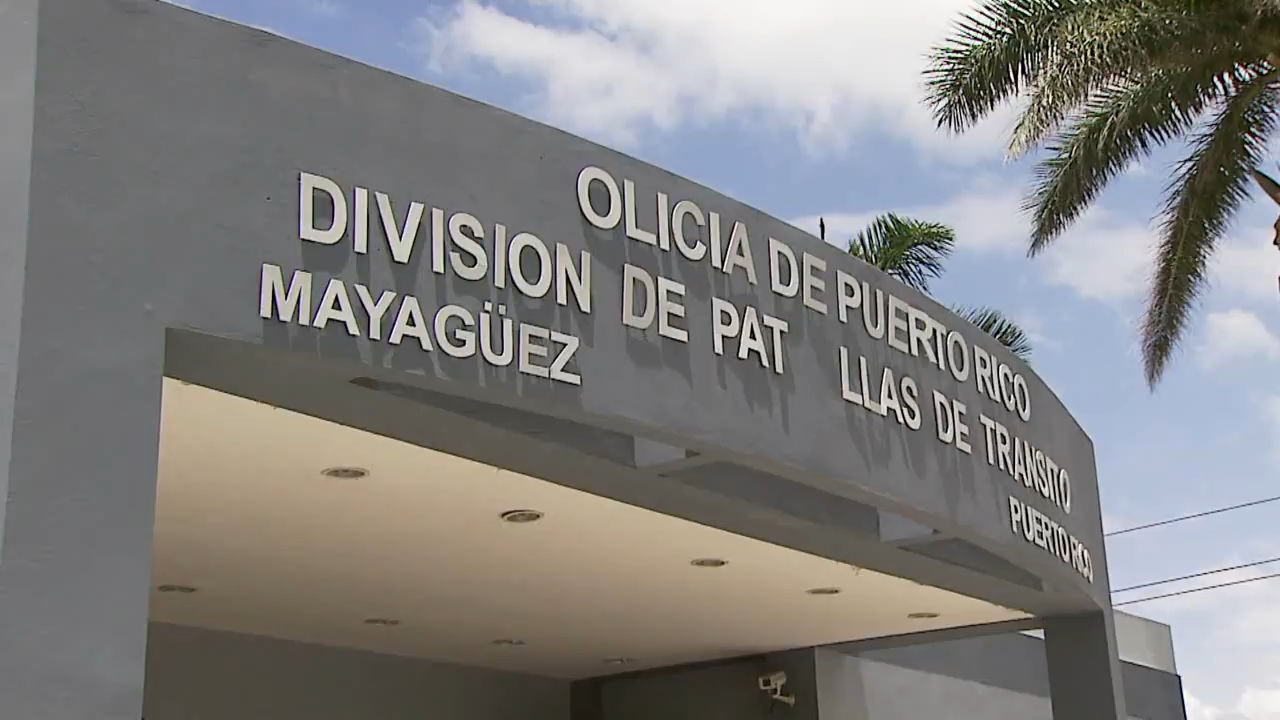 OLICIA DE PUERTO RICO
DIVISION DE PAT LLAS DE TRANSITO
MAYAGÜEZ PUERTO RICO